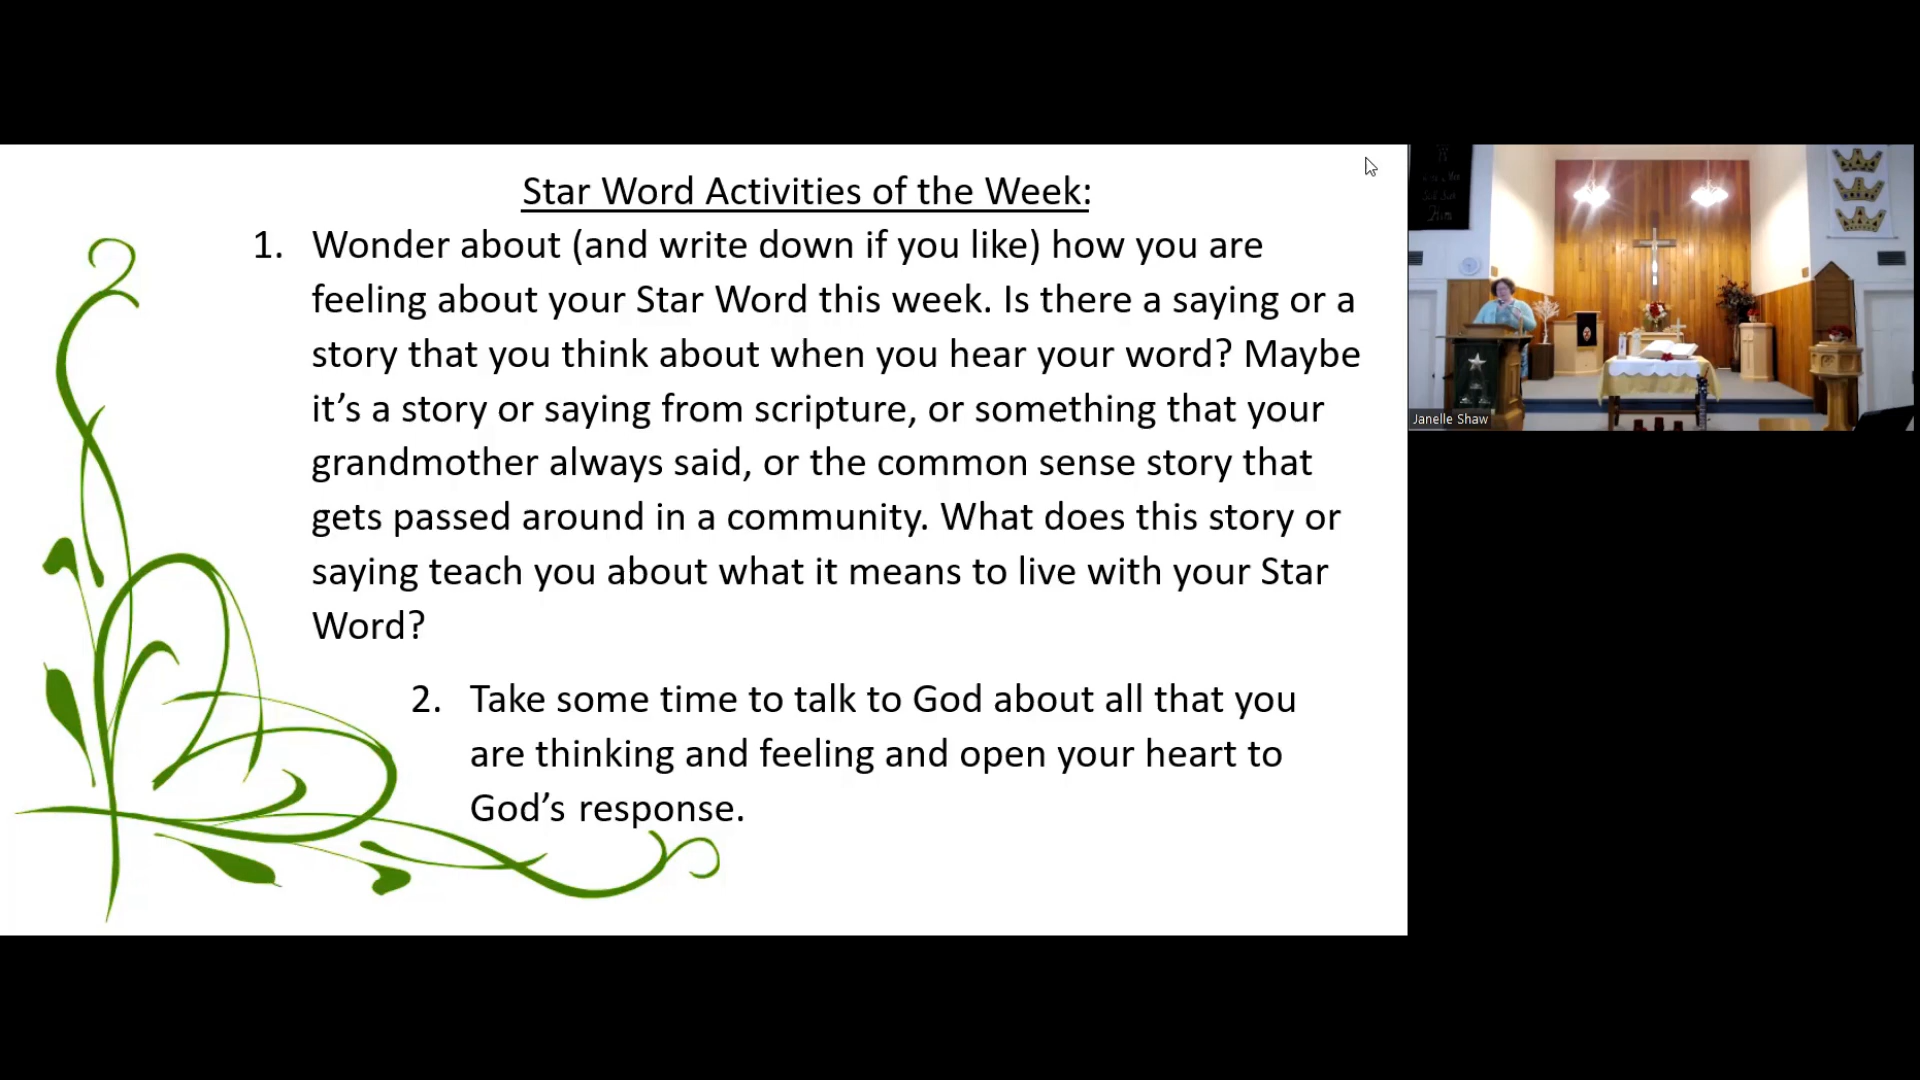 Star Word Activities of the Week:
1. Wonder about (and write down if you like) how you are
feeling about your Star Word this week. Is there a saying or a
story that you think about when you hear your word? Maybe
it’s a story or saying from scripture, or something that your
grandmother always said, or the common sense story that
gets passed around in a community. What does this story or
saying teach you about what it means to live with your Star
Word?
2. Take some time to talk to God about all that you
are thinking and feeling and open your heart to
God’s response.
Him
Janelle Shaw